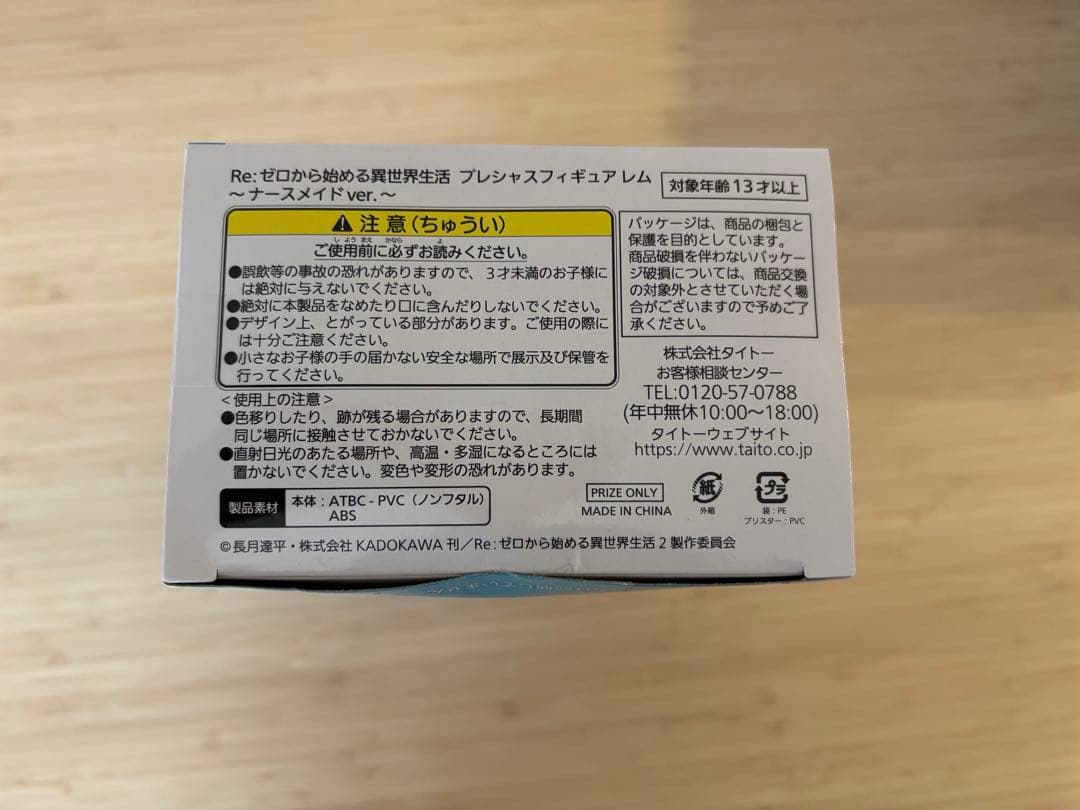 Re:ゼロから始める異世界生活 プレシャスフィギュア レム
～ナースメイドver.～
対象年齢13才以上
注意(ちゅうい)
ご使用前に必ずお読みください。
●誤飲等の事故の恐れがありますので、3才未満のお子様に
は絶対に与えないでください。
●絶対に本製品をなめたり口に含んだりしないでください。
●デザイン上、とがっている部分があります。ご使用の際に
は十分ご注意ください。
●小さなお子様の手の届かない安全な場所で展示及び保管を
行ってください。
パッケージは、商品の梱包と
保護を目的としています。
商品破損を伴わないパッケー
ジ破損については、商品交換
の対象外とさせていただく場
合がございますので予めご了
承ください。
<使用上の注意>
●色移りしたり、跡が残る場合がありますので、長期間
同じ場所に接触させておかないでください。
●直射日光のあたる場所や、高温・多湿になるところには
置かないでください。変色や変形の恐れがあります。
株式会社タイトー
お客様相談センター
TEL:0120-57-0788
(年中無休10:00～18:00)
タイトーウェブサイト
https://www.taito.co.jp
製品素材
本体:ATBC-PVC(ノンフタル)
ABS
PRIZE ONLY
MADE IN CHINA
紙
外箱
プラ
袋:PE
ブリスター:PVC
©長月達平・株式会社KADOKAWA刊/Re:ゼロから始める異世界生活2製作委員会